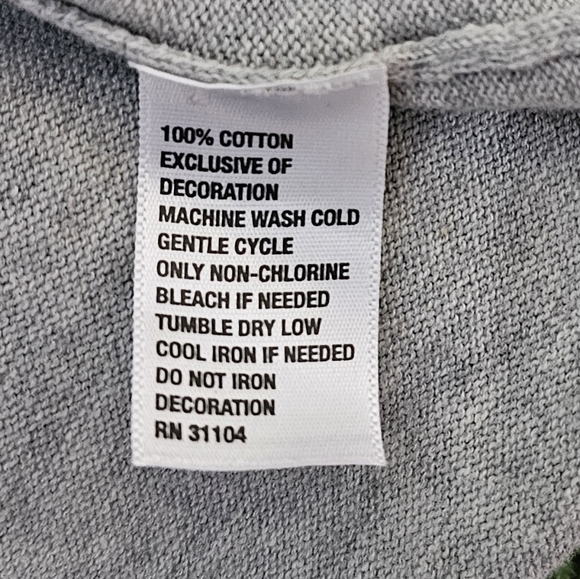 100% COTTON
EXCLUSIVE OF
DECORATION
MACHINE WASH COLD
GENTLE CYCLE
ONLY NON-CHLORINE
BLEACH IF NEEDED
TUMBLE DRY LOW
COOL IRON IF NEEDED
DO NOT IRON
DECORATION
RN 31104